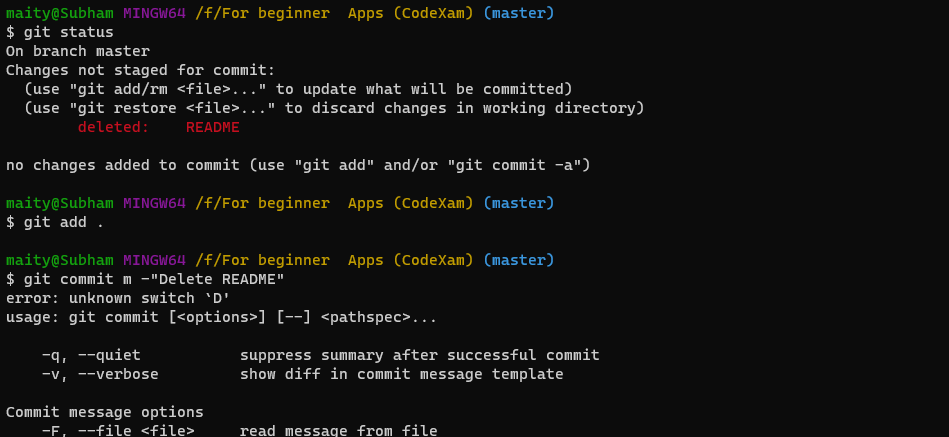 maity@Subham MINGW64 /f/For beginner  Apps (CodeXam) (master)
$ git status
On branch master
Changes not staged for commit:
  (use "git add/rm <file>..." to update what will be committed)
  (use "git restore <file>..." to discard changes in working directory)
        deleted:    README

no changes added to commit (use "git add" and/or "git commit -a")

maity@Subham MINGW64 /f/For beginner  Apps (CodeXam) (master)
$ git add .

maity@Subham MINGW64 /f/For beginner  Apps (CodeXam) (master)
$ git commit m -"Delete README"
error: unknown switch `D'
usage: git commit [<options>] [--] <pathspec>...

    -q, --quiet           suppress summary after successful commit
    -v, --verbose         show diff in commit message template

Commit message options
    -F, --file <file>     read message from file